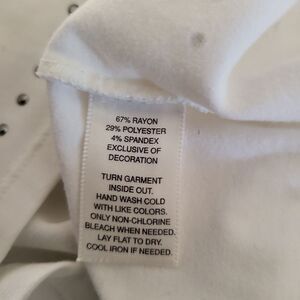 67% RAYON
29% POLYESTER
4% SPANDEX
EXCLUSIVE OF
DECORATION
TURN GARMENT
INSIDE OUT.
HAND WASH COLD
WITH LIKE COLORS.
ONLY NON-CHLORINE
BLEACH WHEN NEEDED.
LAY FLAT TO DRY.
COOL IRON IF NEEDED.